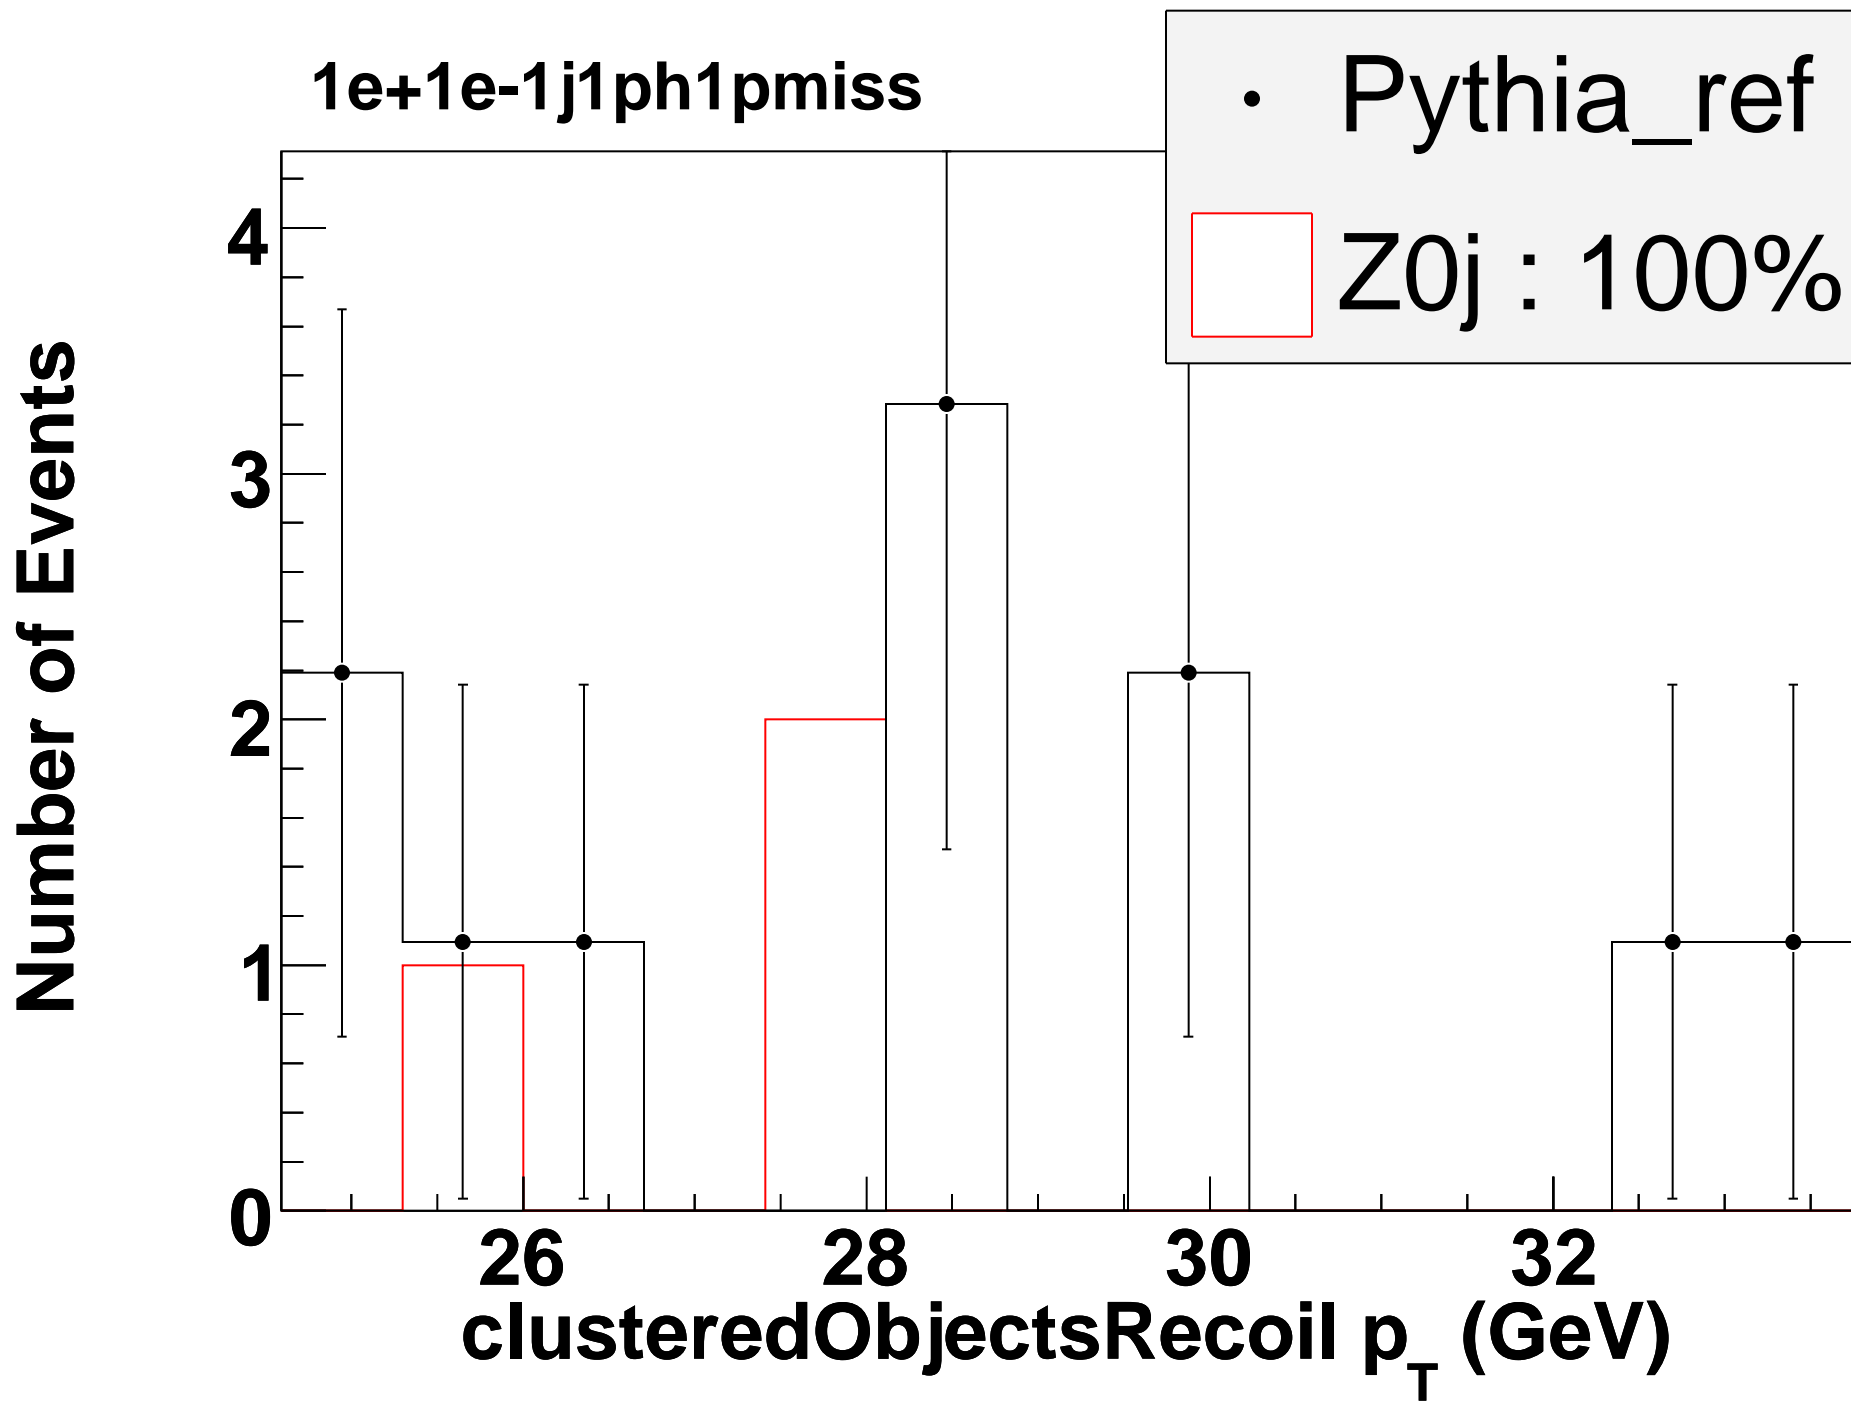 1e+1e-1j1ph1pmiss
Pythia_ref
Z0j : 100%
Number of Events
4
3
2
1
0
26 28 30 32
clusteredObjectsRecoil p_T (GeV)